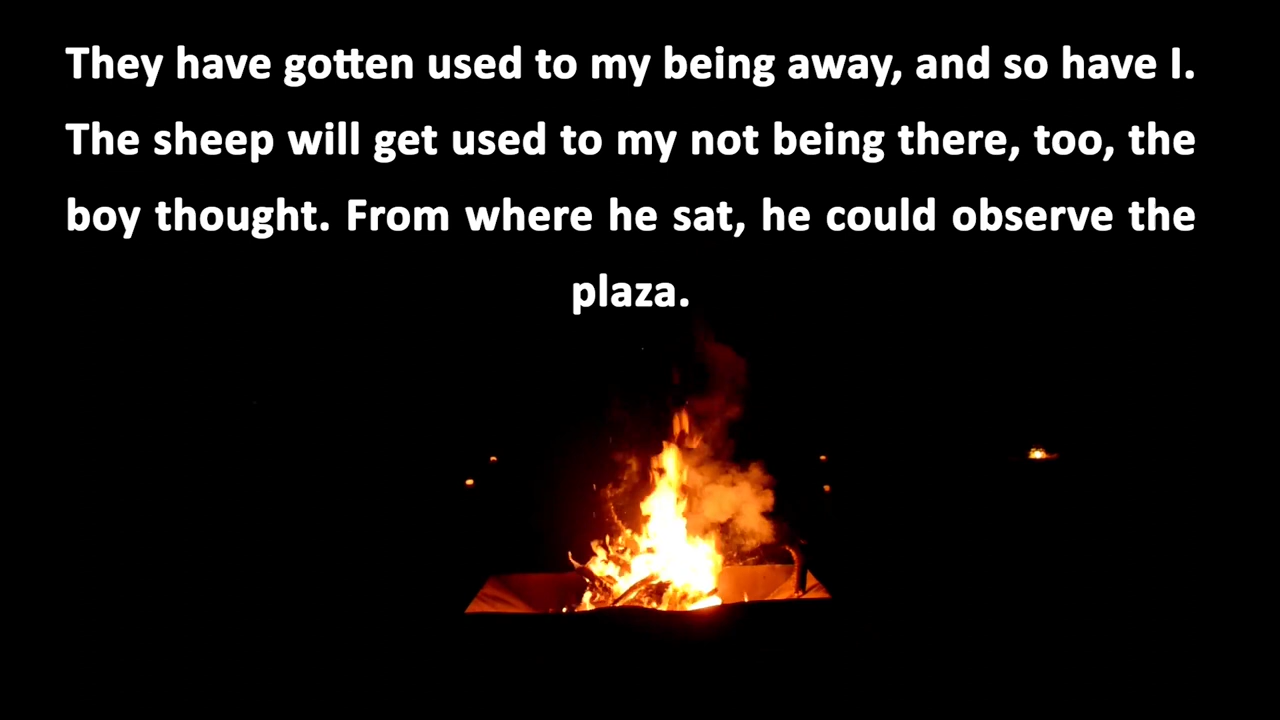 They have gotten used to my being away, and so have I.
The sheep will get used to my not being there, too, the
boy thought. From where he sat, he could observe the
plaza.